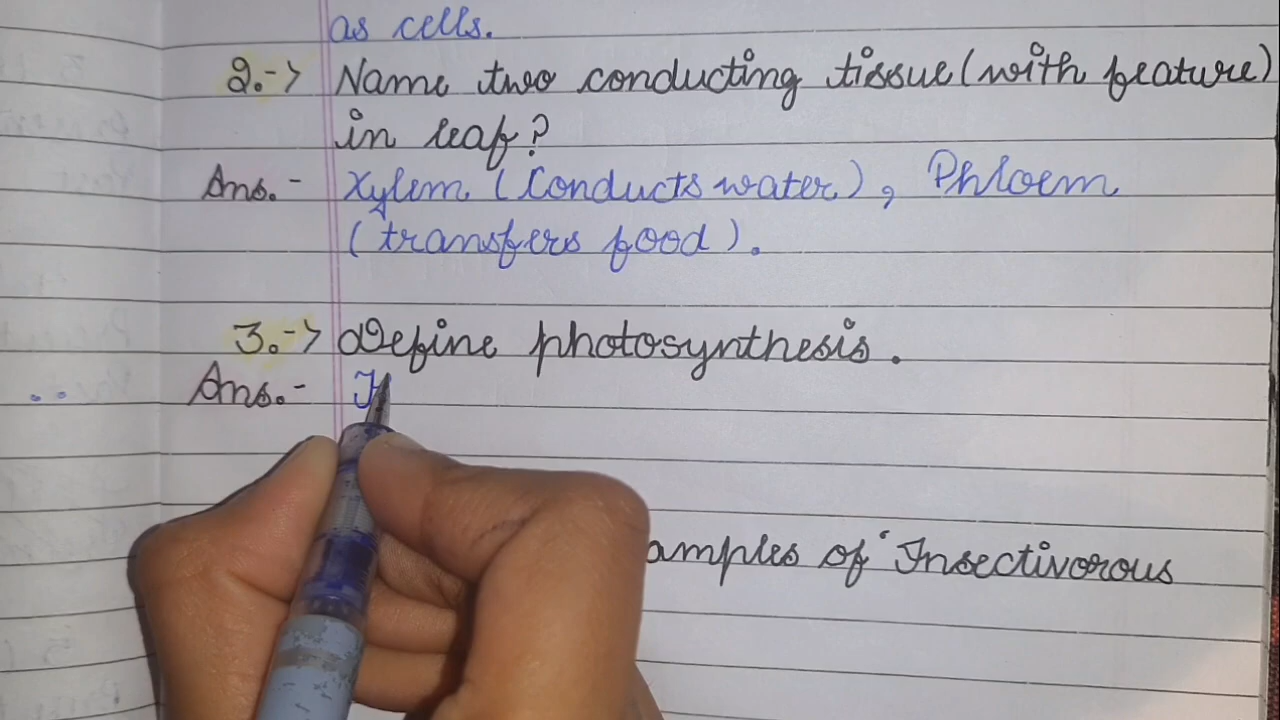 as cells.
2.-> Name two conducting tissue (with feature)
in leaf?
Ans.- Xylem (Conducts water), Phloem
(transfers food).
3.-> Define photosynthesis.
Ans.-
amples of Insectivorous